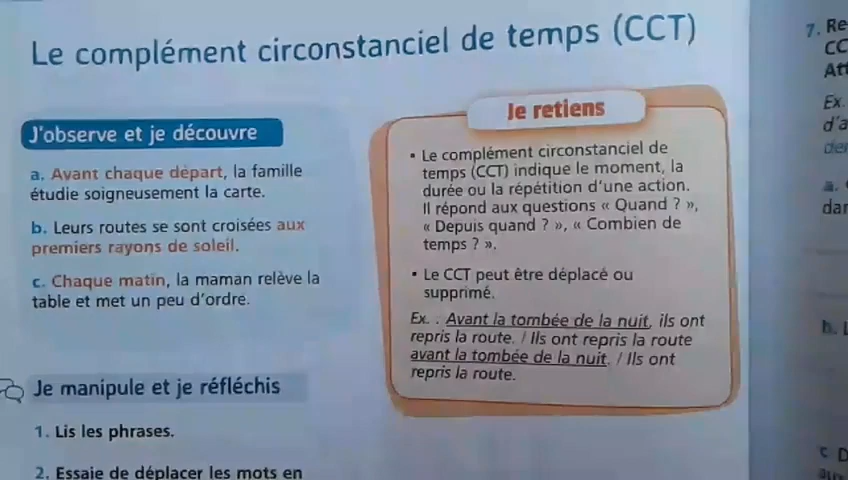 Le complément circonstanciel de temps (CCT)
J'observe et je découvre
a. Avant chaque départ, la famille
étudie soigneusement la carte.
b. Leurs routes se sont croisées aux
premiers rayons de soleil.
c. Chaque matin, la maman relève la
table et met un peu d'ordre.
Je manipule et je réfléchis
1. Lis les phrases.
2. Essaie de déplacer les mots en
Je retiens
• Le complément circonstanciel de
temps (CCT) indique le moment, la
durée ou la répétition d'une action.
Il répond aux questions « Quand ? »,
« Depuis quand ? », « Combien de
temps ? ».
• Le CCT peut être déplacé ou
supprimé.
Ex. : Avant la tombée de la nuit, ils ont
repris la route. / Ils ont repris la route
avant la tombée de la nuit. / Ils ont
repris la route.
7. Re
CC
Att
Ex.
d'a
der
a.
dar
b. L
c D